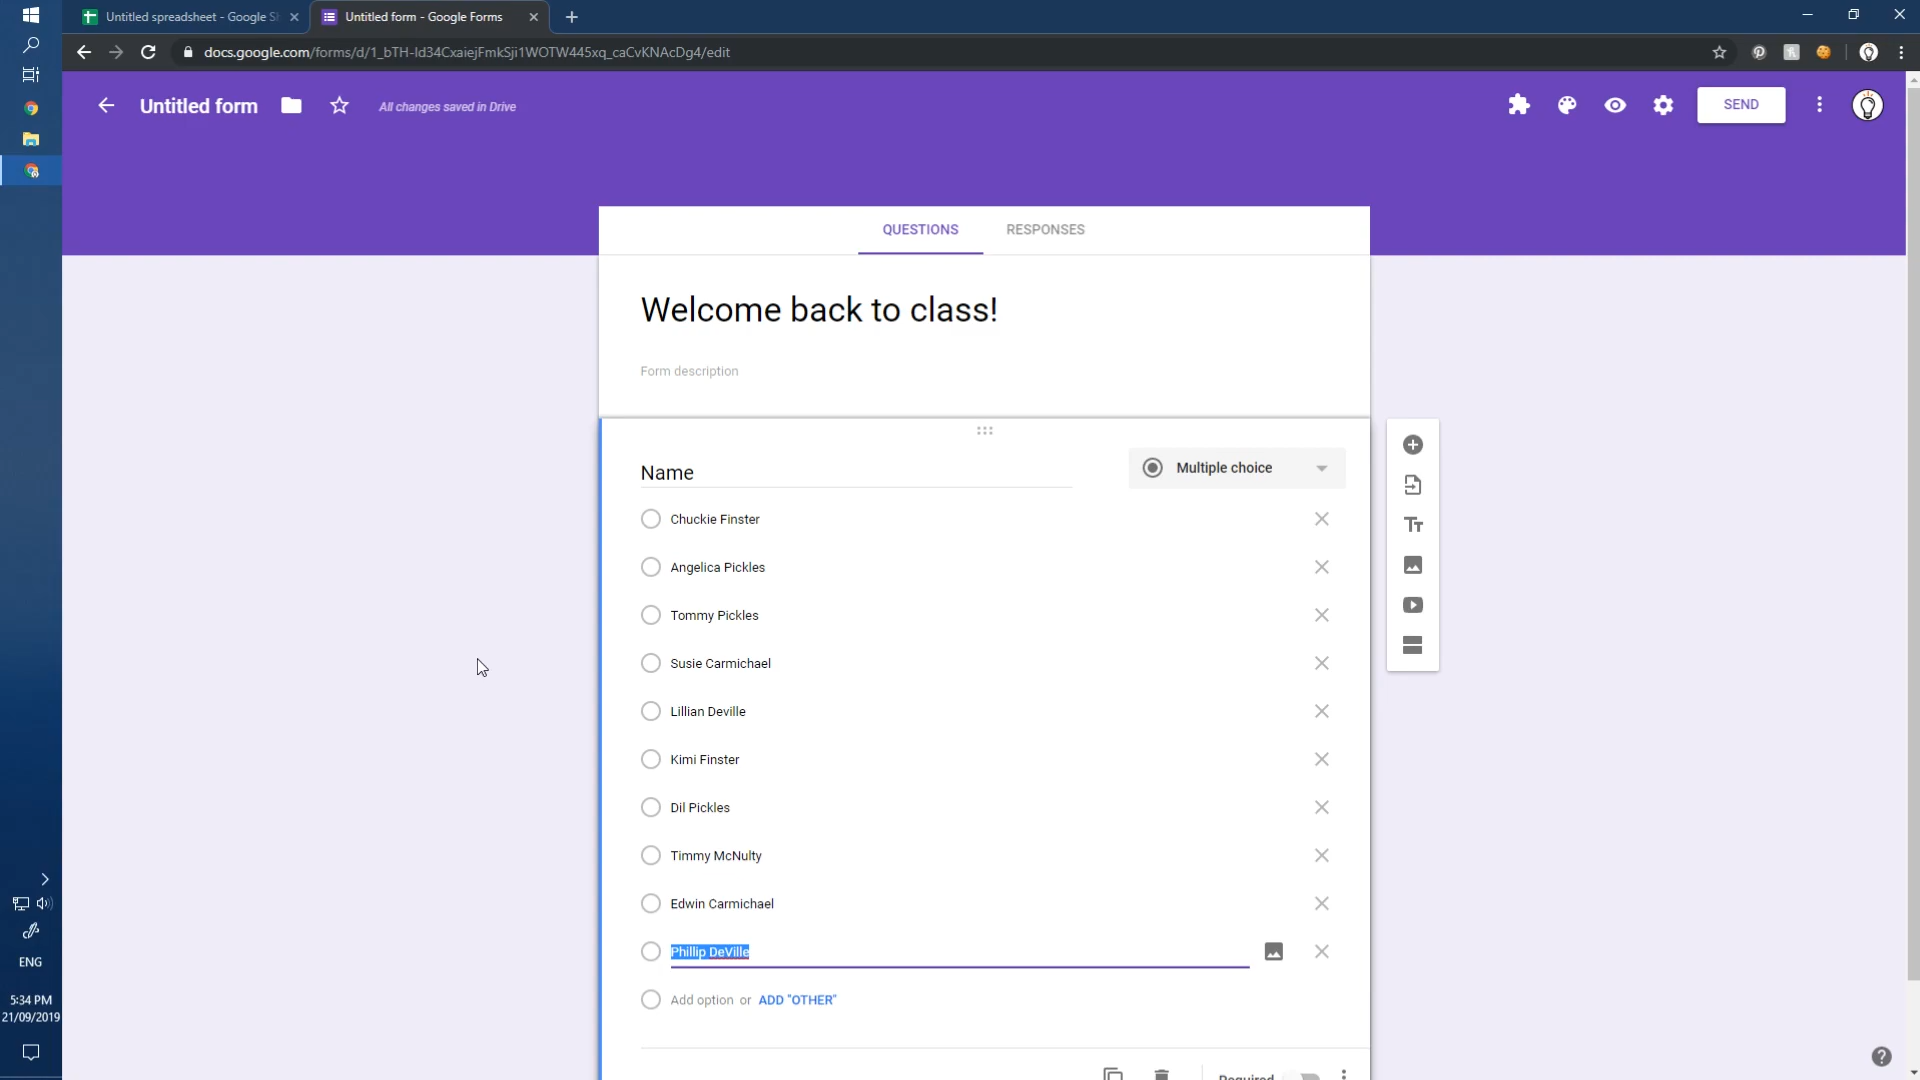 Untitled spreadsheet - Google S
Untitled form - Google Forms
docs.google.com/forms/d/1_bTH-ld34CxaiejFmkSji1WOTW445xq_caCvKNAcDg4/edit
Untitled form
All changes saved in Drive
SEND
QUESTIONS
RESPONSES
Welcome back to class!
Form description
Name
Multiple choice
Chuckie Finster
Angelica Pickles
Tommy Pickles
Susie Carmichael
Lillian Deville
Kimi Finster
Dil Pickles
Timmy McNulty
Edwin Carmichael
Phillip DeVille
Add option or ADD "OTHER"
Required
ENG
5:34 PM
21/09/2019